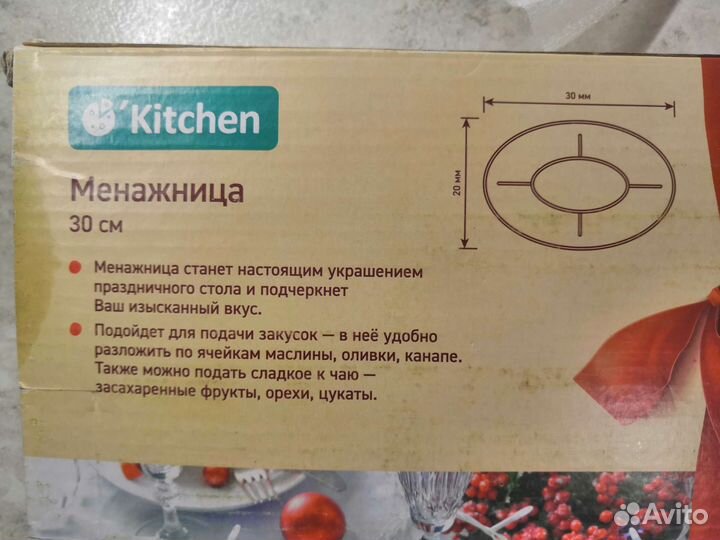 'Kitchen
30 мм
20 мм
Менажница
30 см
Менажница станет настоящим украшением
праздничного стола и подчеркнет
Ваш изысканный вкус.
Подойдет для подачи закусок — в неё удобно
разложить по ячейкам маслины, оливки, канапе.
Также можно подать сладкое к чаю —
засахаренные фрукты, орехи, цукаты.
Avito